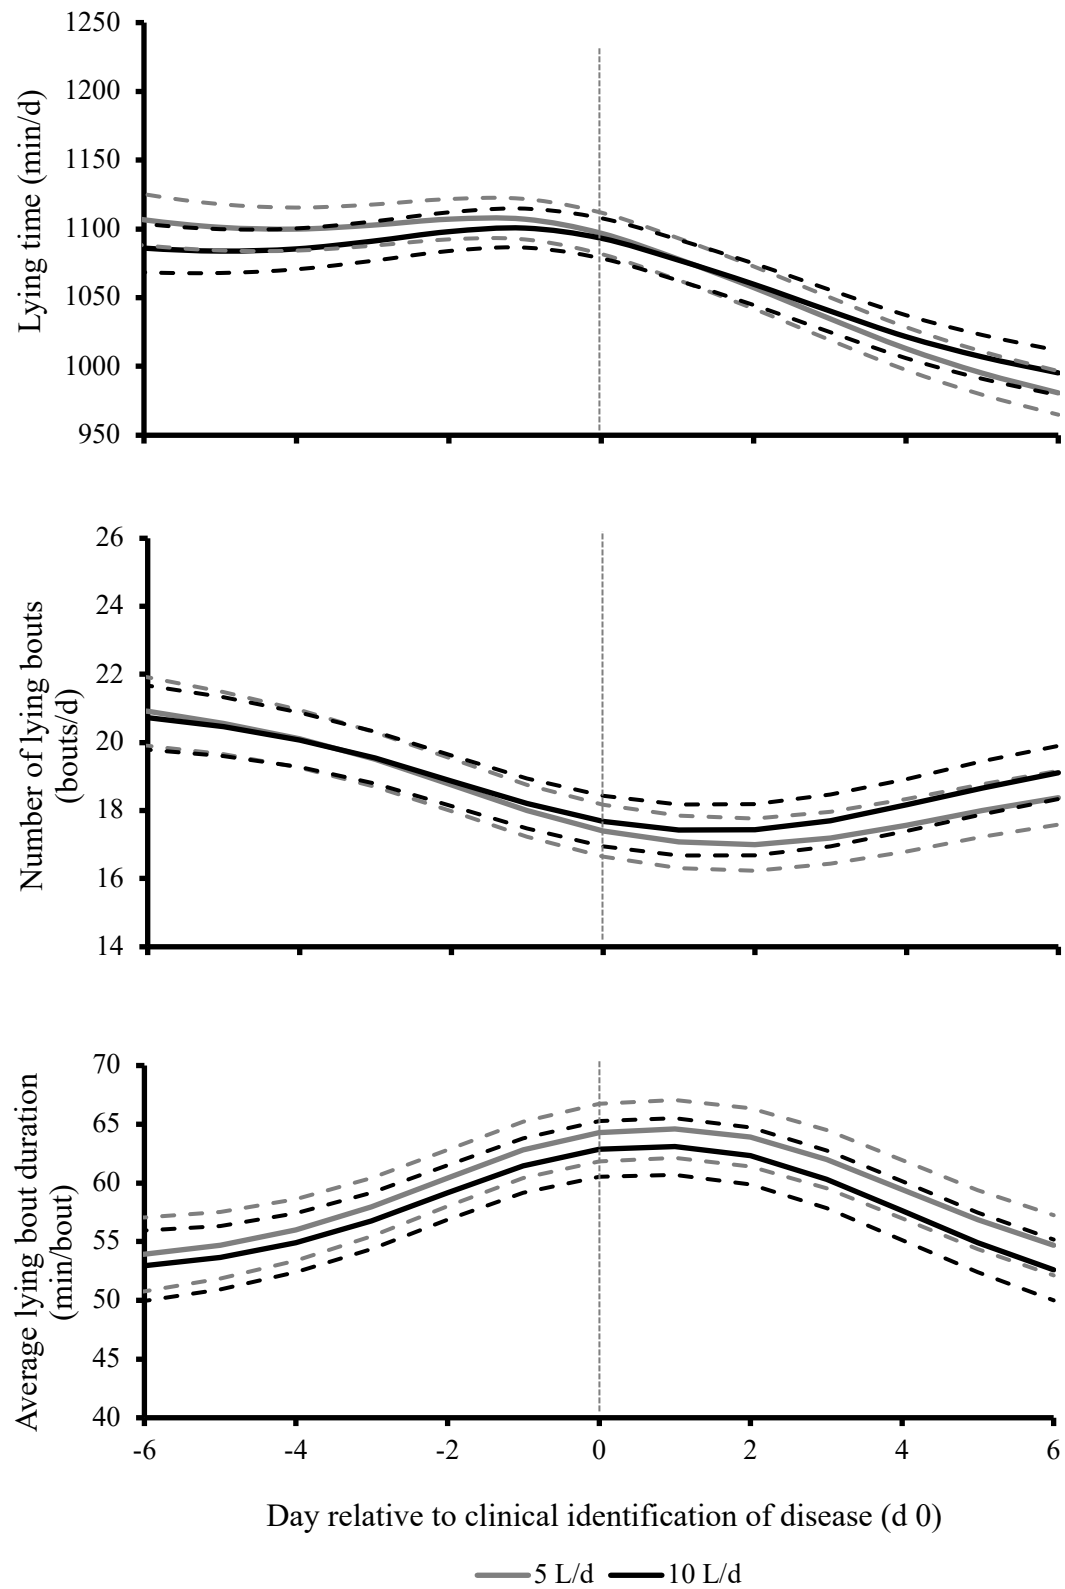 1250
1200
1150
1100
1050
1000
950
Lying time (min/d)
26
24
22
20
18
16
14
Number of lying bouts
(bouts/d)
70
65
60
55
50
45
40
Average lying bout duration
(min/bout)
-6 -4 -2 0 2 4 6
Day relative to clinical identification of disease (d 0)
5 L/d 10 L/d